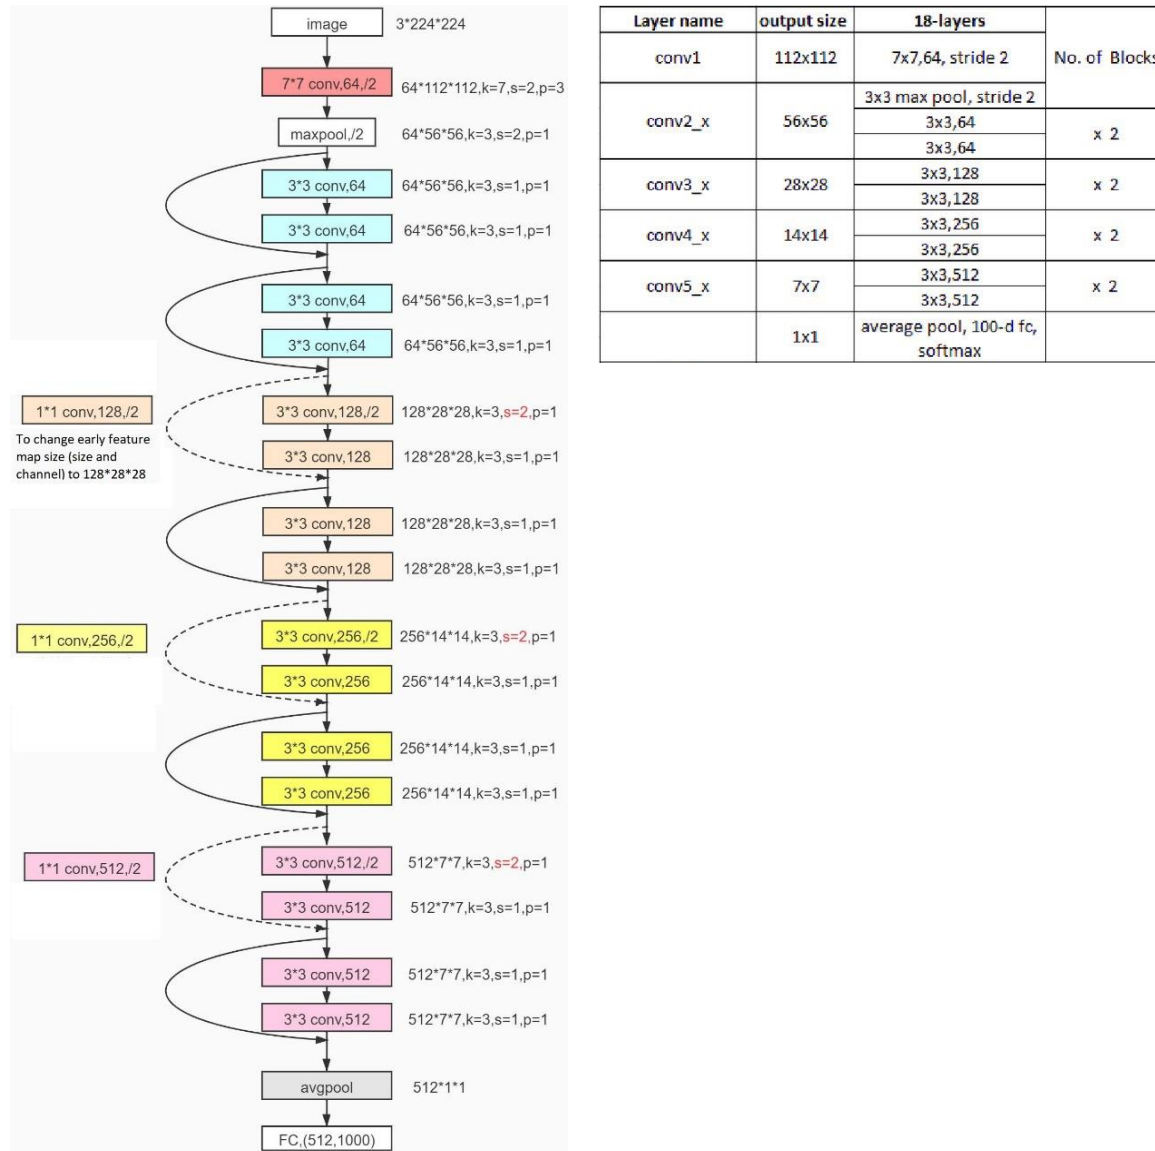 image 3*224*224
7*7 conv,64,/2 64*112*112,k=7,s=2,p=3
maxpool,/2 64*56*56,k=3,s=2,p=1
3*3 conv,64 64*56*56,k=3,s=1,p=1
3*3 conv,64 64*56*56,k=3,s=1,p=1
3*3 conv,64 64*56*56,k=3,s=1,p=1
3*3 conv,64 64*56*56,k=3,s=1,p=1
1*1 conv,128,/2 3*3 conv,128,/2 128*28*28,k=3,s=2,p=1
To change early feature
map size (size and
channel) to 128*28*28
3*3 conv,128 128*28*28,k=3,s=1,p=1
3*3 conv,128 128*28*28,k=3,s=1,p=1
3*3 conv,128 128*28*28,k=3,s=1,p=1
1*1 conv,256,/2 3*3 conv,256,/2 256*14*14,k=3,s=2,p=1
3*3 conv,256 256*14*14,k=3,s=1,p=1
3*3 conv,256 256*14*14,k=3,s=1,p=1
3*3 conv,256 256*14*14,k=3,s=1,p=1
1*1 conv,512,/2 3*3 conv,512,/2 512*7*7,k=3,s=2,p=1
3*3 conv,512 512*7*7,k=3,s=1,p=1
3*3 conv,512 512*7*7,k=3,s=1,p=1
3*3 conv,512 512*7*7,k=3,s=1,p=1
avgpool 512*1*1
FC,(512,1000)
Layer name output size 18-layers No. of Blocks
conv1 112x112 7x7,64, stride 2
conv2_x 56x56 3x3 max pool, stride 2
3x3,64 x 2
3x3,64
conv3_x 28x28 3x3,128 x 2
3x3,128
conv4_x 14x14 3x3,256 x 2
3x3,256
conv5_x 7x7 3x3,512 x 2
3x3,512
1x1 average pool, 100-d fc,
softmax